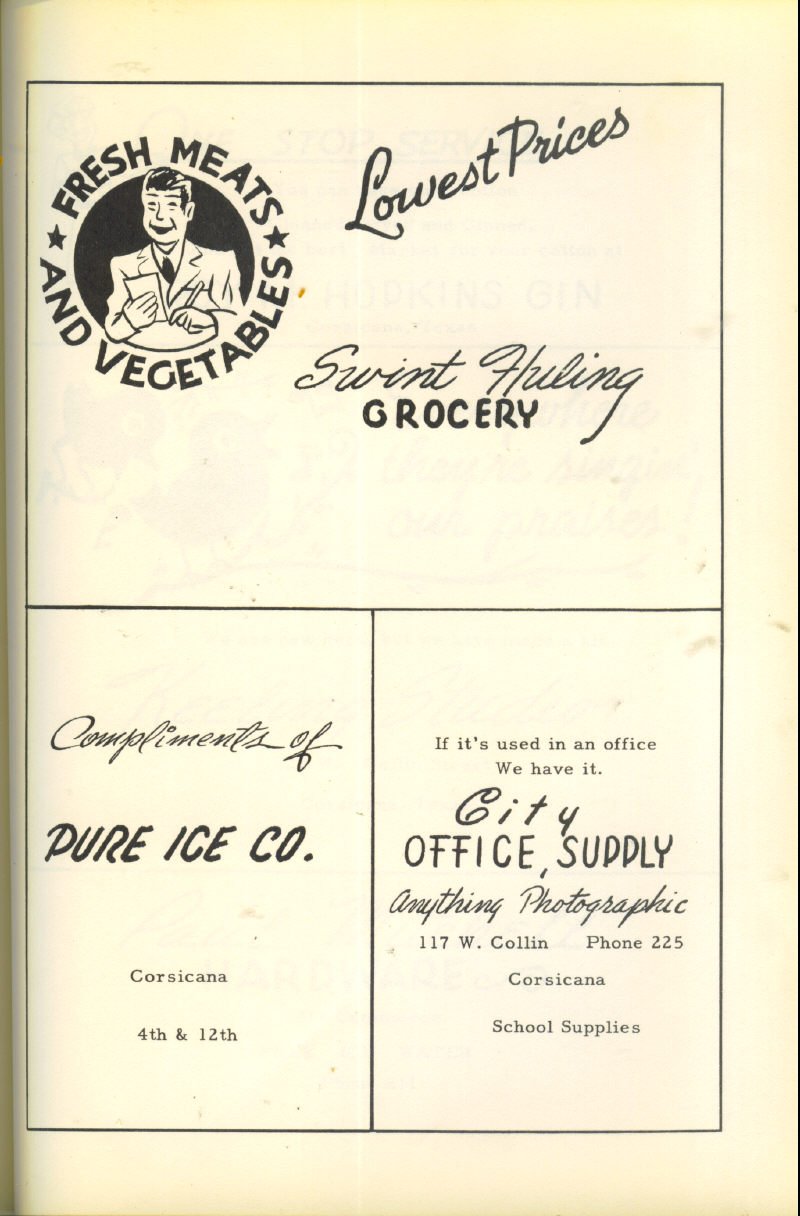 FRESH MEATS
AND VEGETABLES
Lowest Prices
Swint Huling
GROCERY
Compliments of
PURE ICE CO.
Corsicana
4th & 12th
If it's used in an office
We have it.
City
OFFICE SUPPLY
Anything Photographic
117 W. Collin Phone 225
Corsicana
School Supplies